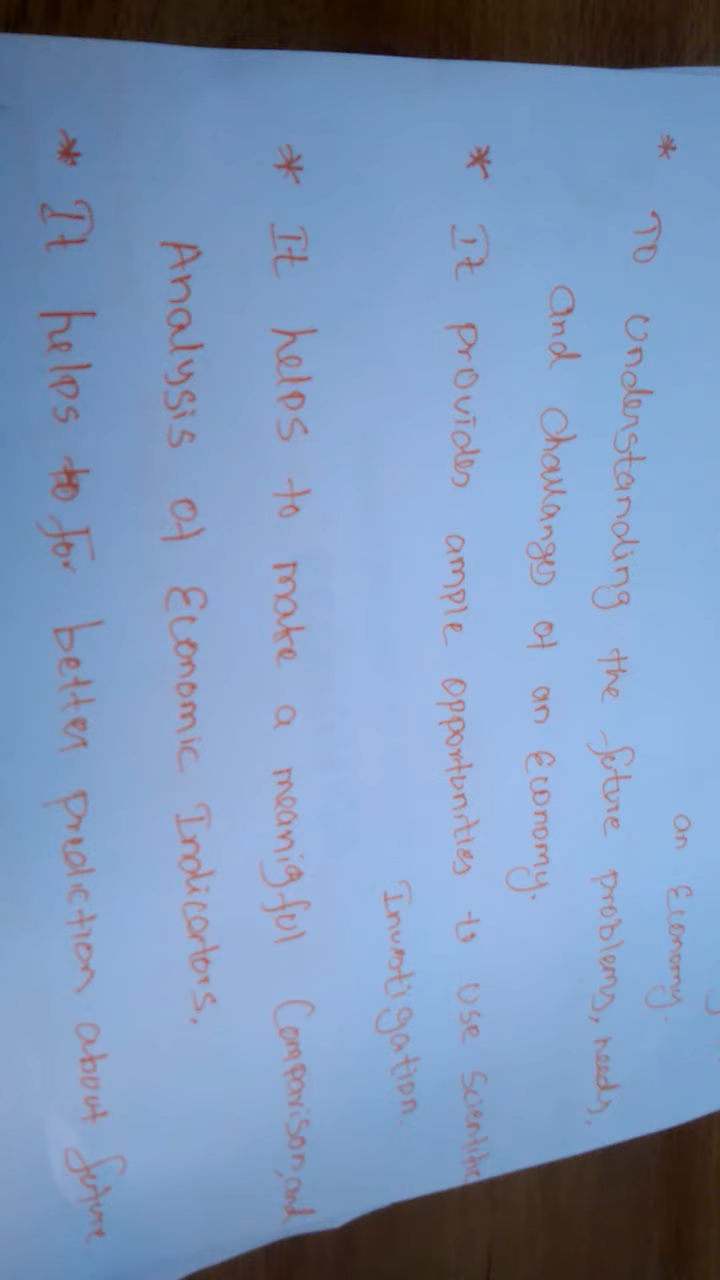 an Economy.
* To understanding the future problems, needs,
and challanges of an Economy.
* It provides ample opportunities to use Scientific
Investigation.
* It helps to make a meanigful Comparison, and
Analysis of Economic Indicators.
* It helps to for better prediction about future